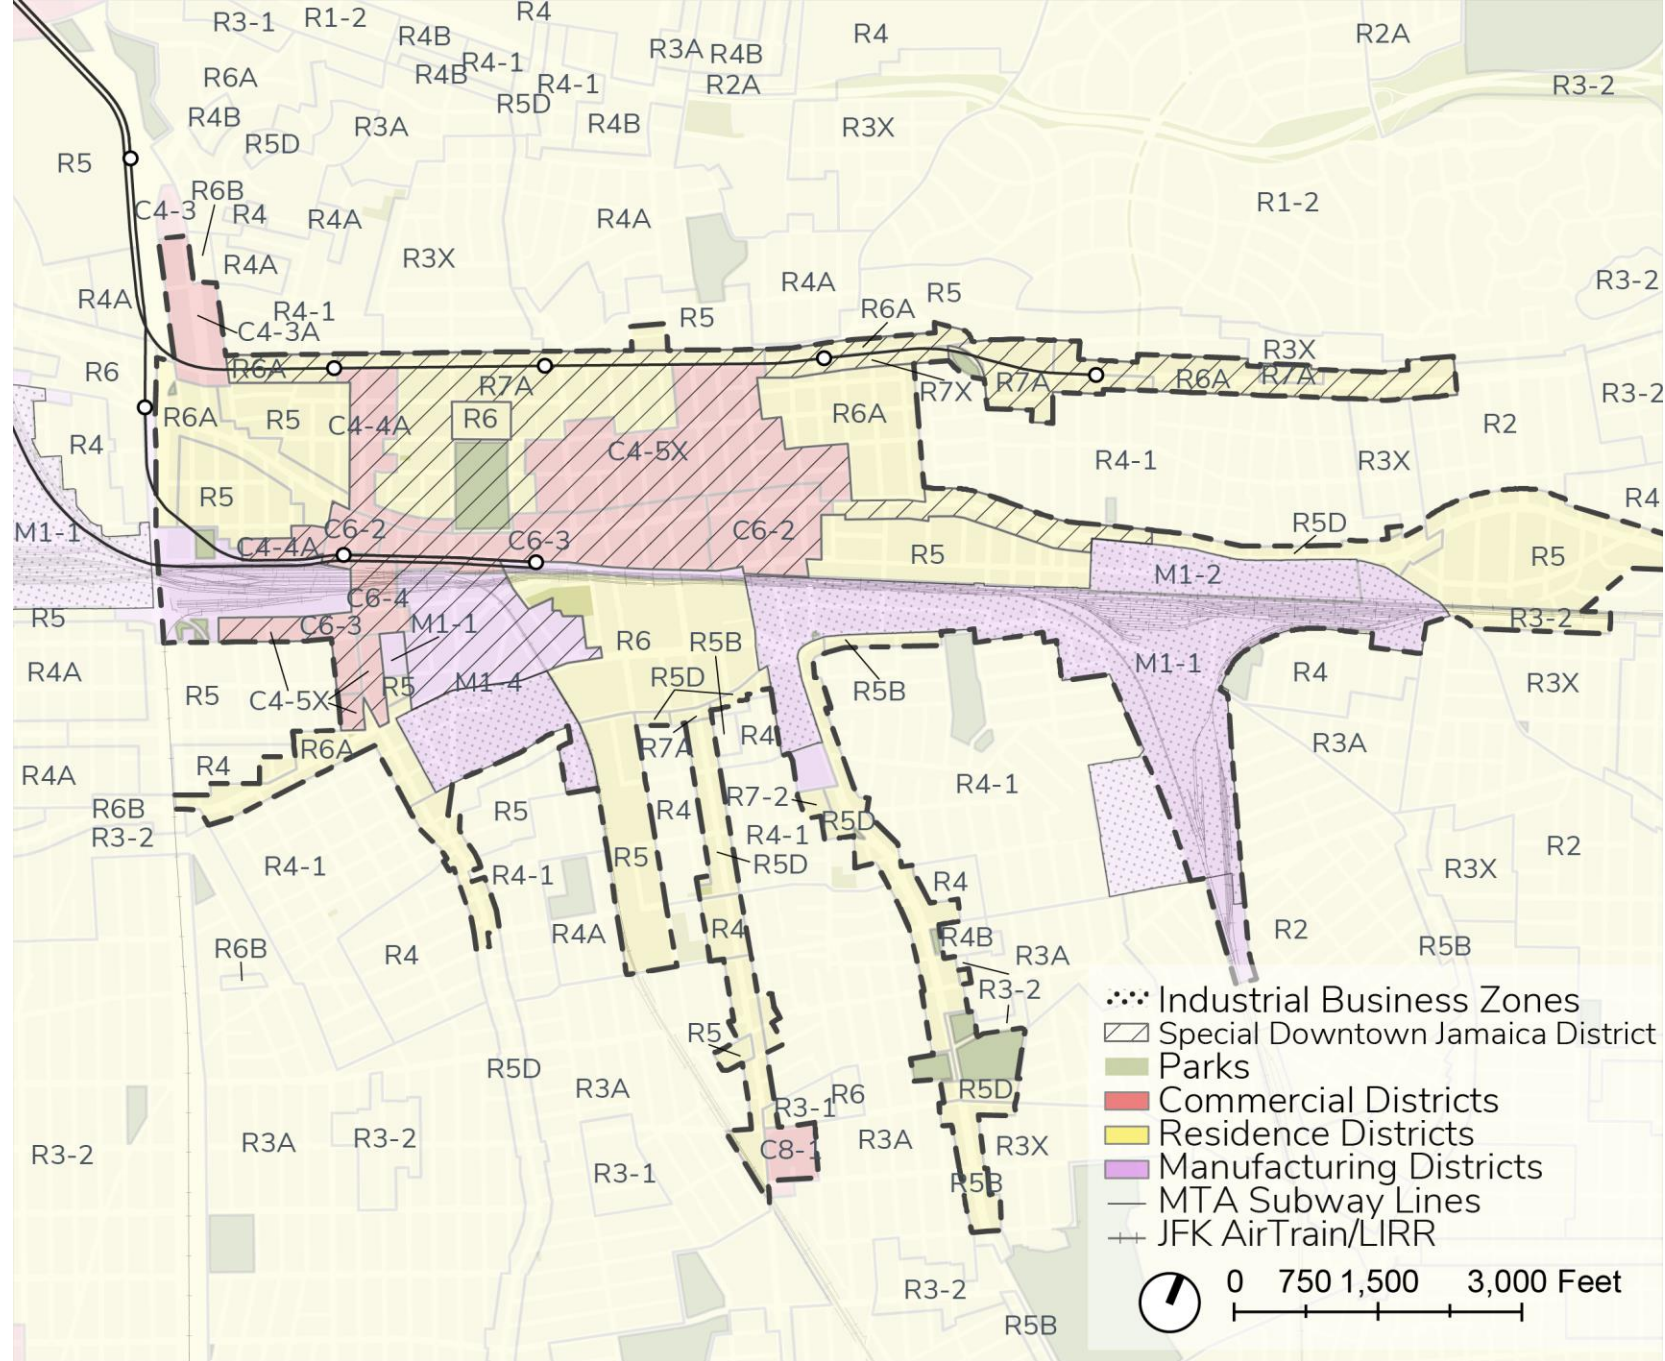 R3-1 R1-2 R4
R4B R3A R4B R4 R2A
R4-1
R6A R4B R4-1 R2A R3-2
R5D
R4B R3A R4B R3X
R5D
R5
R6B
C4-3 R4 R4A R4A R1-2
R3X
R4A R4A R3-2
R4A R4-1 R6A R5
C4-3A R5
R3X
R6 R6A R7A R7X R7A R6A R7A R3-2
R6A R5 C4-4A R6 R6A R2
R4 C4-5X R4-1 R3X
R5 R4
M1-1 C6-2 C6-3 C6-2 R5D
C4-4A R5 R5
M1-2
C6-4
R5 C6-3 M1-1 R6 R5B R3-2
R4A M1-1 R4
R5 C4-5X R5 M1-4 R5D R5B R3X
R6A R7A R4 R3A
R4A R4 R4-1
R6B R5 R4 R7-2
R3-2 R4-1 R5D R2
R4-1 R5 R5D R3X
R4-1 R4
R4A R4 R4B R2
R6B R4 R3A R5B
R3-2
R5
R5D R3A R5D
R6
R3-1
R3-2 R3A R3-2 C8-1 R3A R3X
R3-1 R5B
R3-2
R5B
Industrial Business Zones
Special Downtown Jamaica District
Parks
Commercial Districts
Residence Districts
Manufacturing Districts
MTA Subway Lines
JFK AirTrain/LIRR
0 750 1,500 3,000 Feet